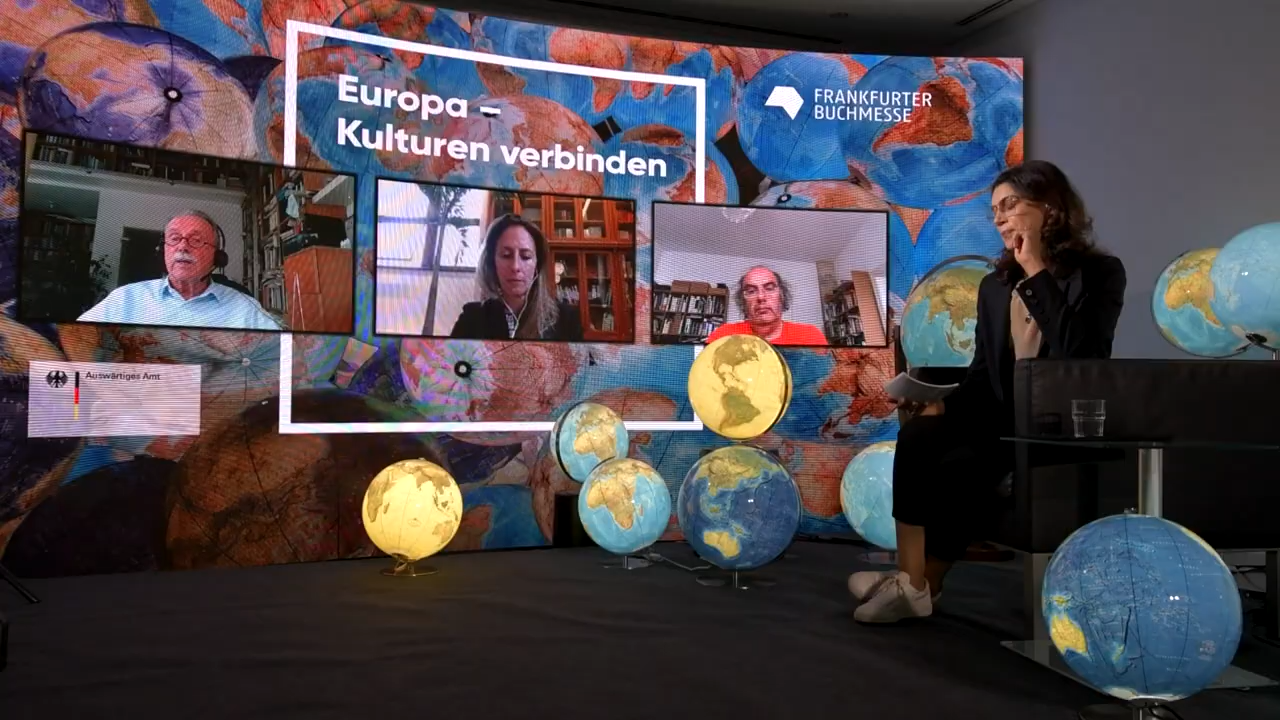 Europa –
Kulturen verbinden
FRANKFURTER
BUCHMESSE
Auswärtiges Amt